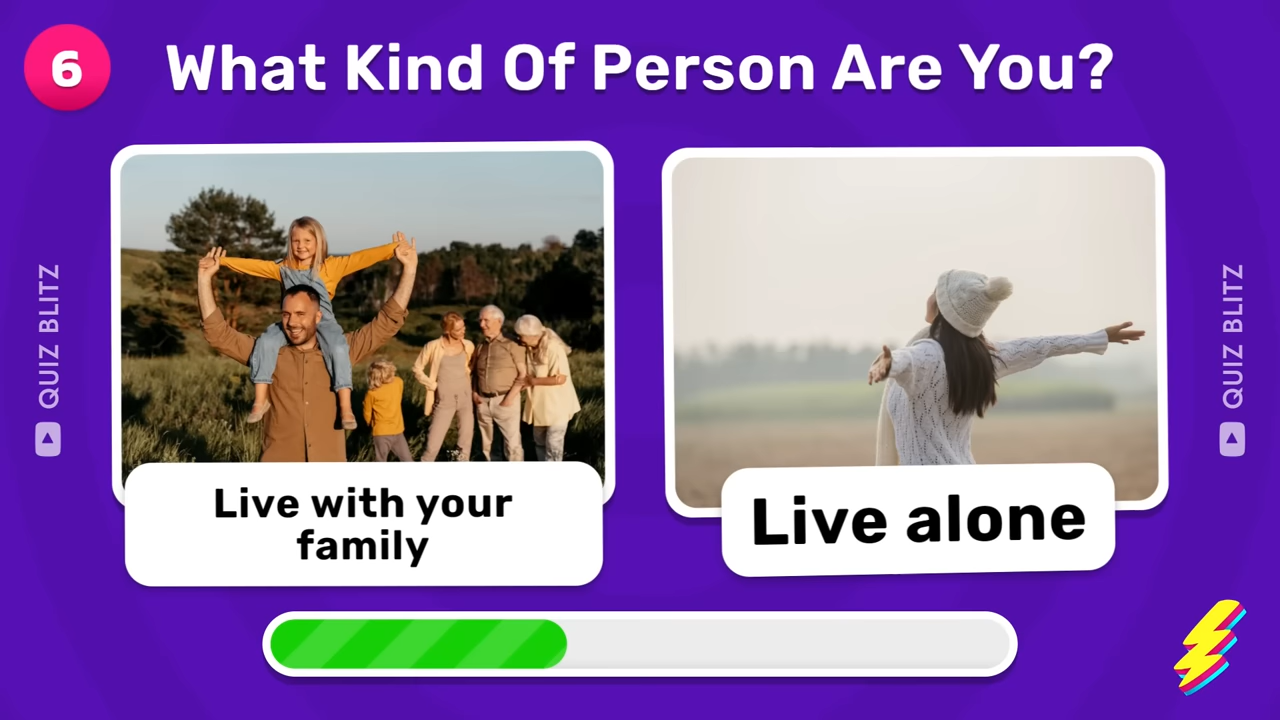 6
What Kind Of Person Are You?
QUIZ BLITZ
QUIZ BLITZ
Live with your
family
Live alone